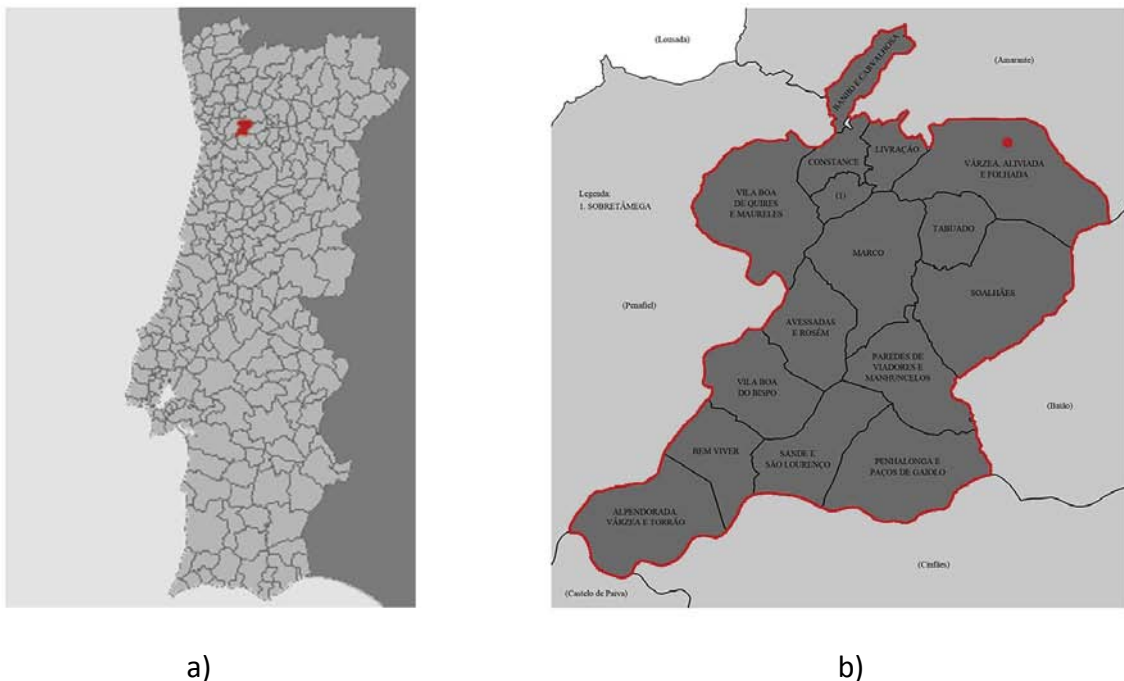 (Lousada)
(Amarante)
BANHO E CARVALHOSA
CONSTANCE
LIVRAÇÃO
VÁRZEA, ALIVIADA
E FOLHADA
Legenda:
1. SOBRETÂMEGA
VILA BOA
DE QUIRES
E MAURELES
(1)
TABUADO
MARCO
SOALHÃES
(Penafiel)
AVESSADAS
E ROSÉM
PAREDES DE
VIADORES E
MANHUNCELOS
VILA BOA
DO BISPO
(Baião)
BEM VIVER
SANDE E
SÃO LOURENÇO
PENHALONGA E
PAÇOS DE GAIOLO
ALPENDORADA,
VÁRZEA E TORRÃO
(Cinfães)
(Castelo de Paiva)
a)
b)